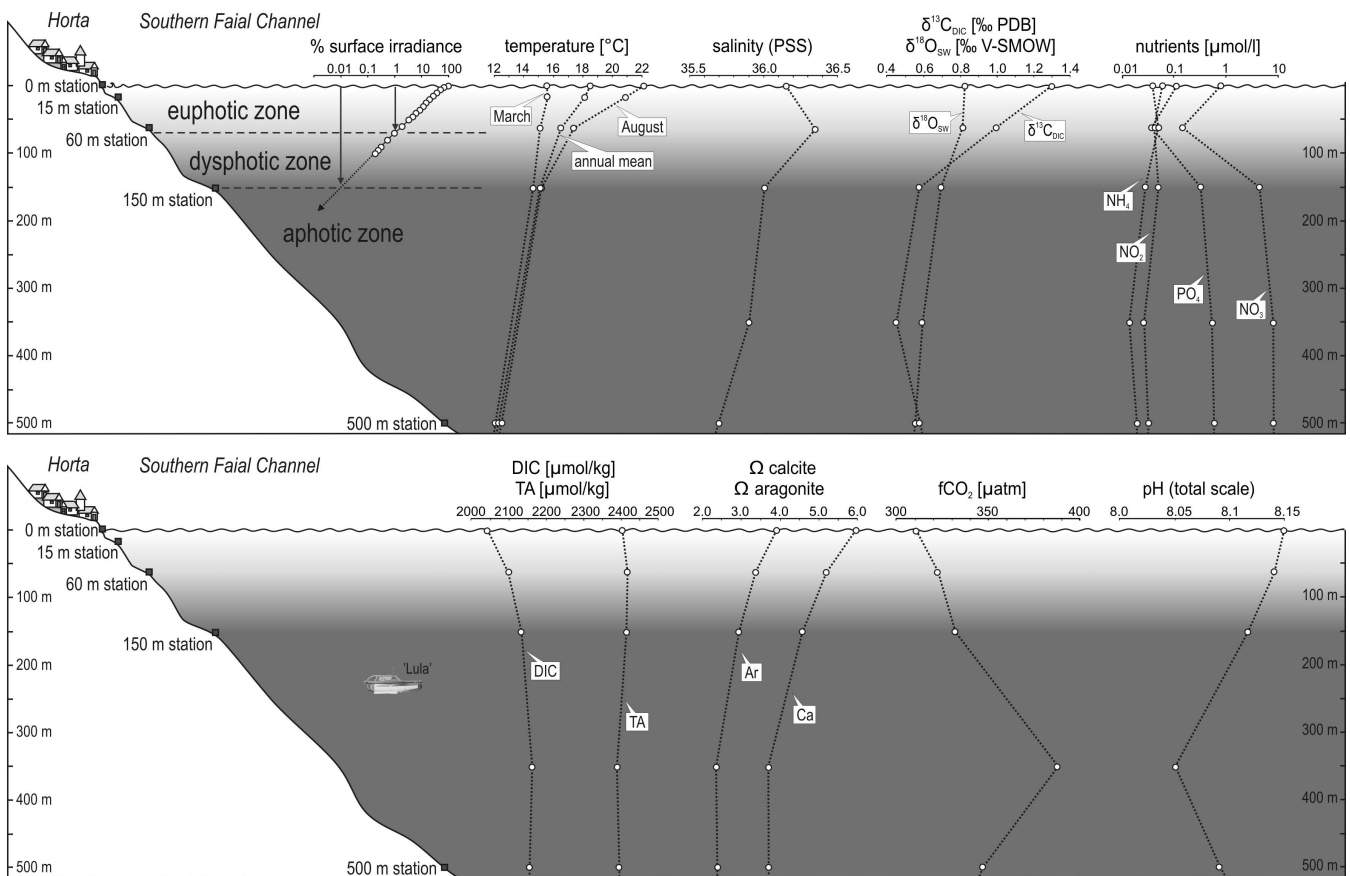 Horta
Southern Faial Channel
% surface irradiance
0.01 0.1 1 10 100
temperature [°C]
12 14 16 18 20 22
salinity (PSS)
35.5 36.0 36.5
δ¹³C_DIC [‰ PDB]
δ¹⁸O_SW [‰ V-SMOW]
0.4 0.6 0.8 1.0 1.2 1.4
nutrients [µmol/l]
0.01 0.1 1 10
0 m station
0 m
15 m station
60 m station
euphotic zone
March
August
annual mean
δ¹⁸O_SW
δ¹³C_DIC
100 m
dysphotic zone
100 m
150 m station
NH₄
200 m
aphotic zone
200 m
NO₂
300 m
PO₄
NO₃
300 m
400 m
400 m
500 m
500 m station
500 m
Horta
Southern Faial Channel
DIC [µmol/kg]
TA [µmol/kg]
2000 2100 2200 2300 2400 2500
Ω calcite
Ω aragonite
2.0 3.0 4.0 5.0 6.0
fCO₂ [µatm]
300 350 400
pH (total scale)
8.0 8.05 8.1 8.15
0 m station
0 m
15 m station
60 m station
100 m
100 m
150 m station
'Lula'
DIC
Ar
200 m
200 m
TA
Ca
300 m
300 m
400 m
400 m
500 m
500 m station
500 m